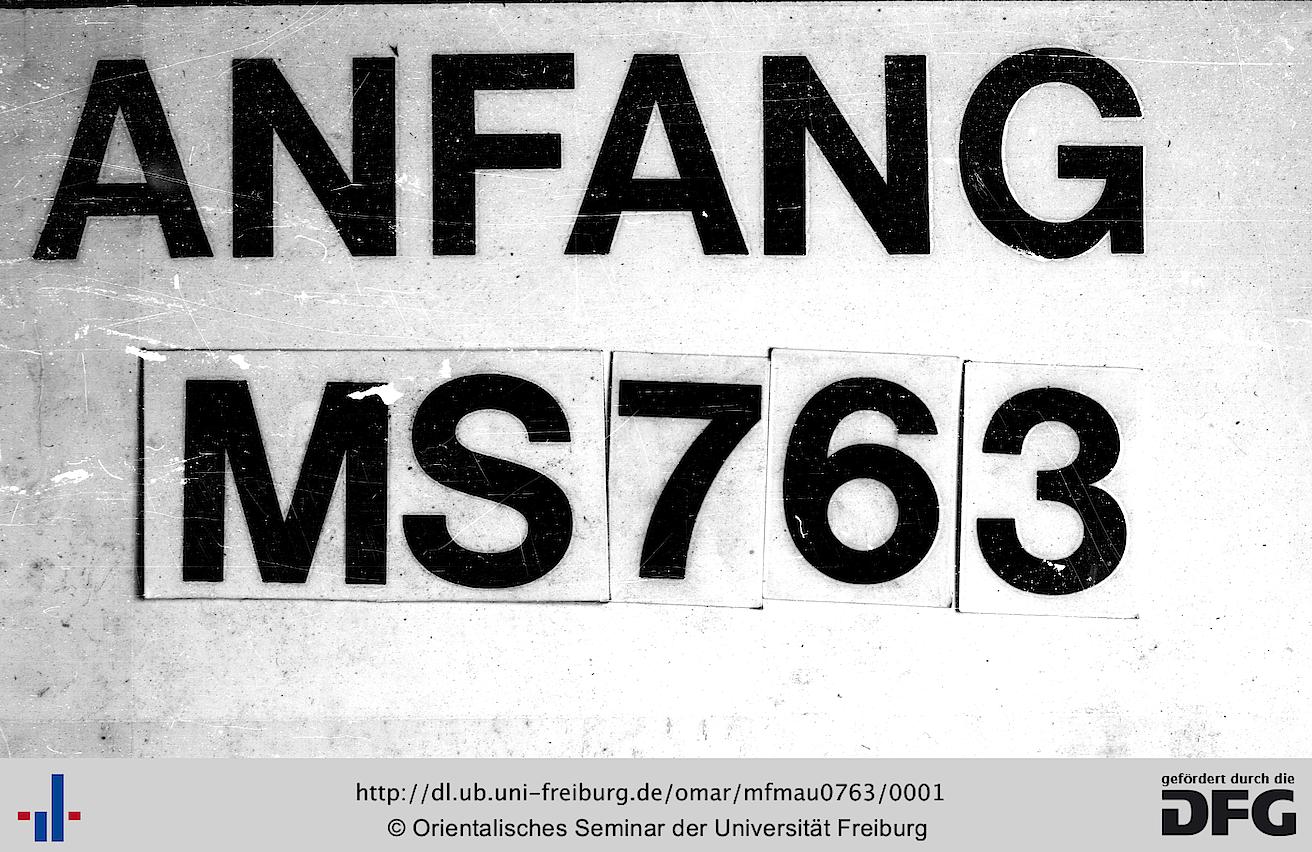 ANFANG
MS763
http://dl.ub.uni-freiburg.de/omar/mfmau0763/0001
© Orientalisches Seminar der Universität Freiburg
gefördert durch die
DFG